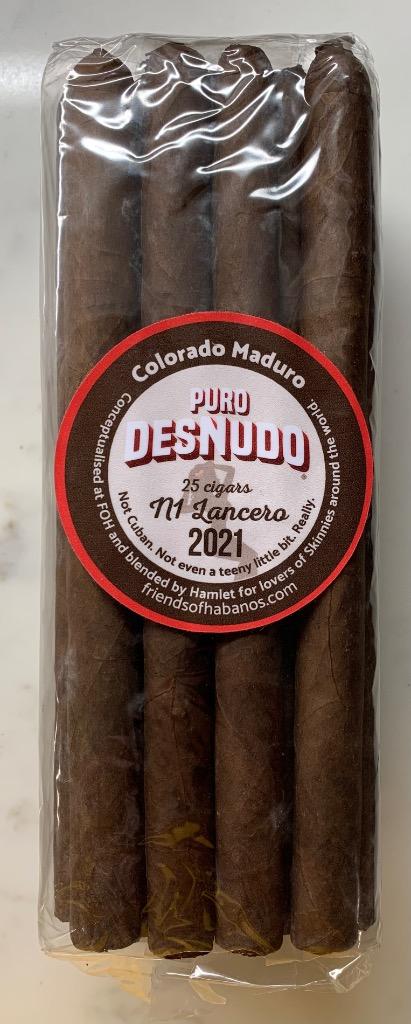 Colorado Maduro
PURO
DESNUDO®
25 cigars
N1 Lancero
2021
Not Cuban. Not even a teeny little bit. Really.
Conceptualised at FOH and blended by Hamlet for lovers of Skinnies around the world.
friendsofhabanos.com